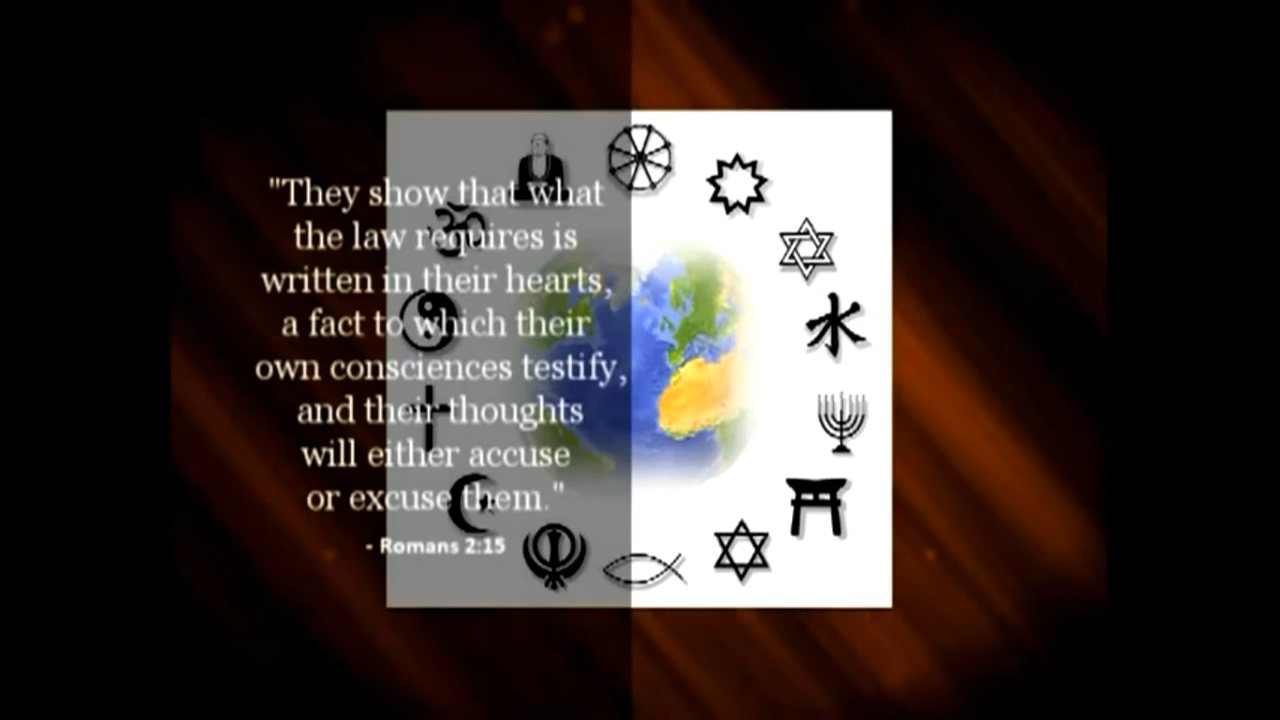 "They show that what
the law requires is
written in their hearts,
a fact to which their
own consciences testify,
and their thoughts
will either accuse
or excuse them."
- Romans 2:15
ॐ
水